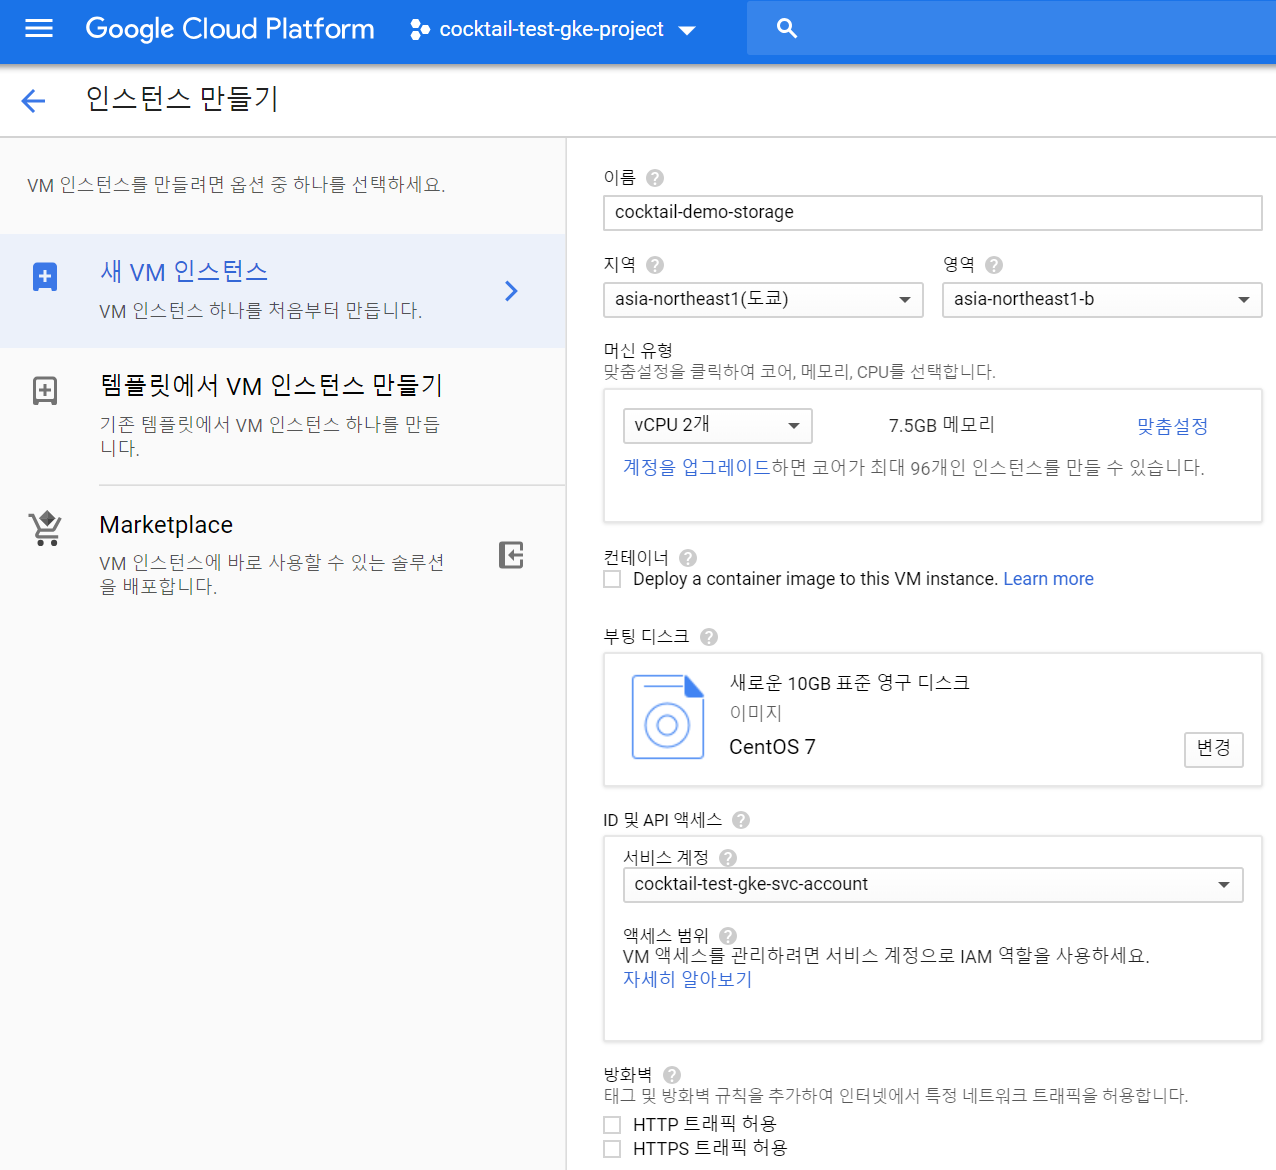 Google Cloud Platform
cocktail-test-gke-project
인스턴스 만들기
VM 인스턴스를 만들려면 옵션 중 하나를 선택하세요.
새 VM 인스턴스
VM 인스턴스 하나를 처음부터 만듭니다.
템플릿에서 VM 인스턴스 만들기
기존 템플릿에서 VM 인스턴스 하나를 만듭
니다.
Marketplace
VM 인스턴스에 바로 사용할 수 있는 솔루션
을 배포합니다.
이름
cocktail-demo-storage
지역
영역
asia-northeast1(도쿄)
asia-northeast1-b
머신 유형
맞춤설정을 클릭하여 코어, 메모리, CPU를 선택합니다.
vCPU 2개
7.5GB 메모리
맞춤설정
계정을 업그레이드하면 코어가 최대 96개인 인스턴스를 만들 수 있습니다.
컨테이너
Deploy a container image to this VM instance. Learn more
부팅 디스크
새로운 10GB 표준 영구 디스크
이미지
CentOS 7
변경
ID 및 API 액세스
서비스 계정
cocktail-test-gke-svc-account
액세스 범위
VM 액세스를 관리하려면 서비스 계정으로 IAM 역할을 사용하세요.
자세히 알아보기
방화벽
태그 및 방화벽 규칙을 추가하여 인터넷에서 특정 네트워크 트래픽을 허용합니다.
HTTP 트래픽 허용
HTTPS 트래픽 허용